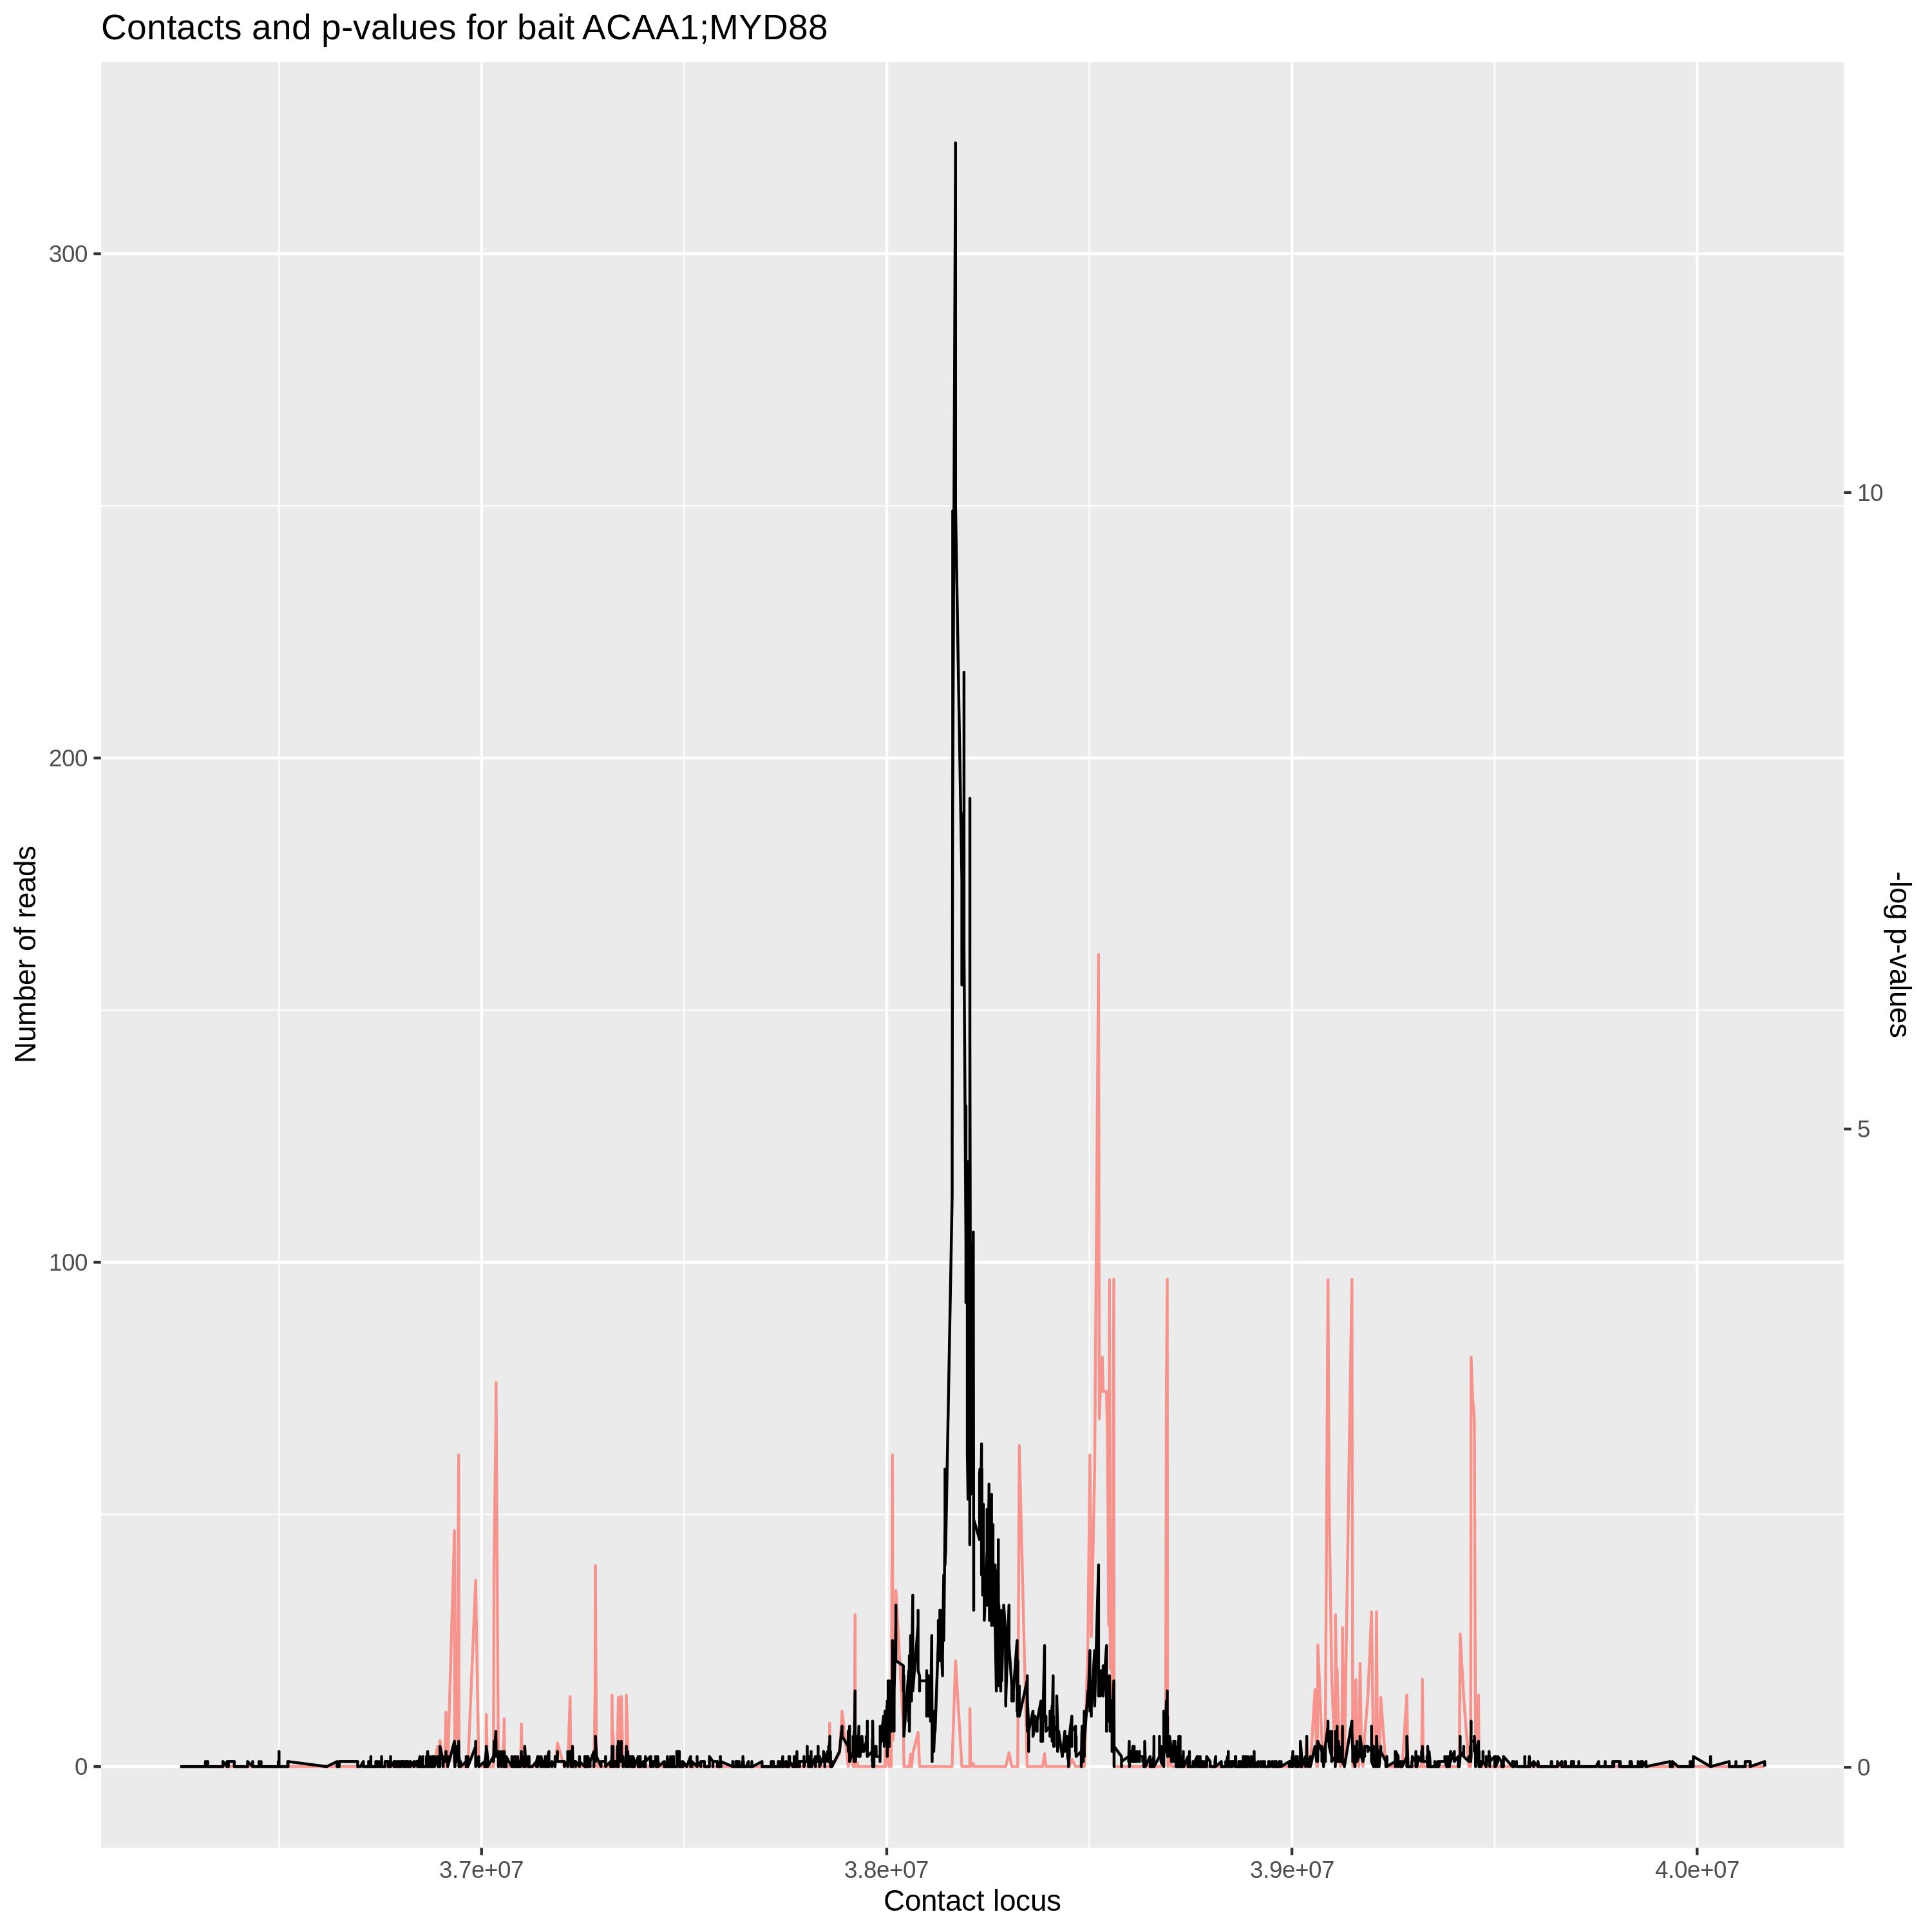 Contacts and p-values for bait ACAA1;MYD88
300
200
100
0
Number of reads
10
5
0
-log p-values
3.7e+07
3.8e+07
3.9e+07
4.0e+07
Contact locus